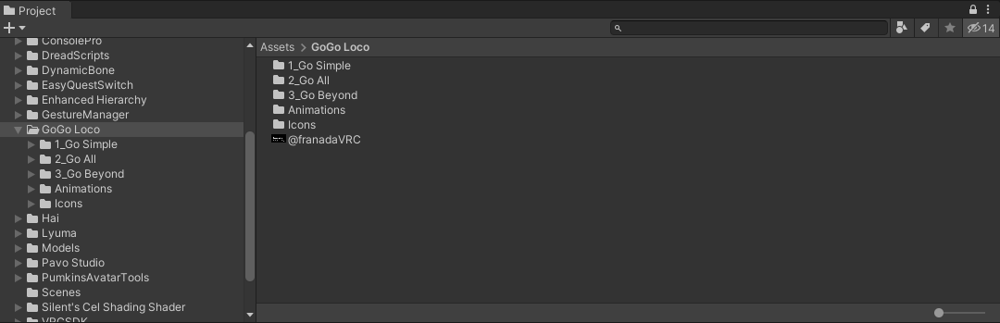 Project
14
ConsolePro
DreadScripts
DynamicBone
EasyQuestSwitch
Enhanced Hierarchy
GestureManager
GoGo Loco
1_Go Simple
2_Go All
3_Go Beyond
Animations
Icons
Hai
Lyuma
Models
Pavo Studio
PumkinsAvatarTools
Scenes
Silent's Cel Shading Shader
VRCSDK
Assets > GoGo Loco
1_Go Simple
2_Go All
3_Go Beyond
Animations
Icons
@franadaVRC